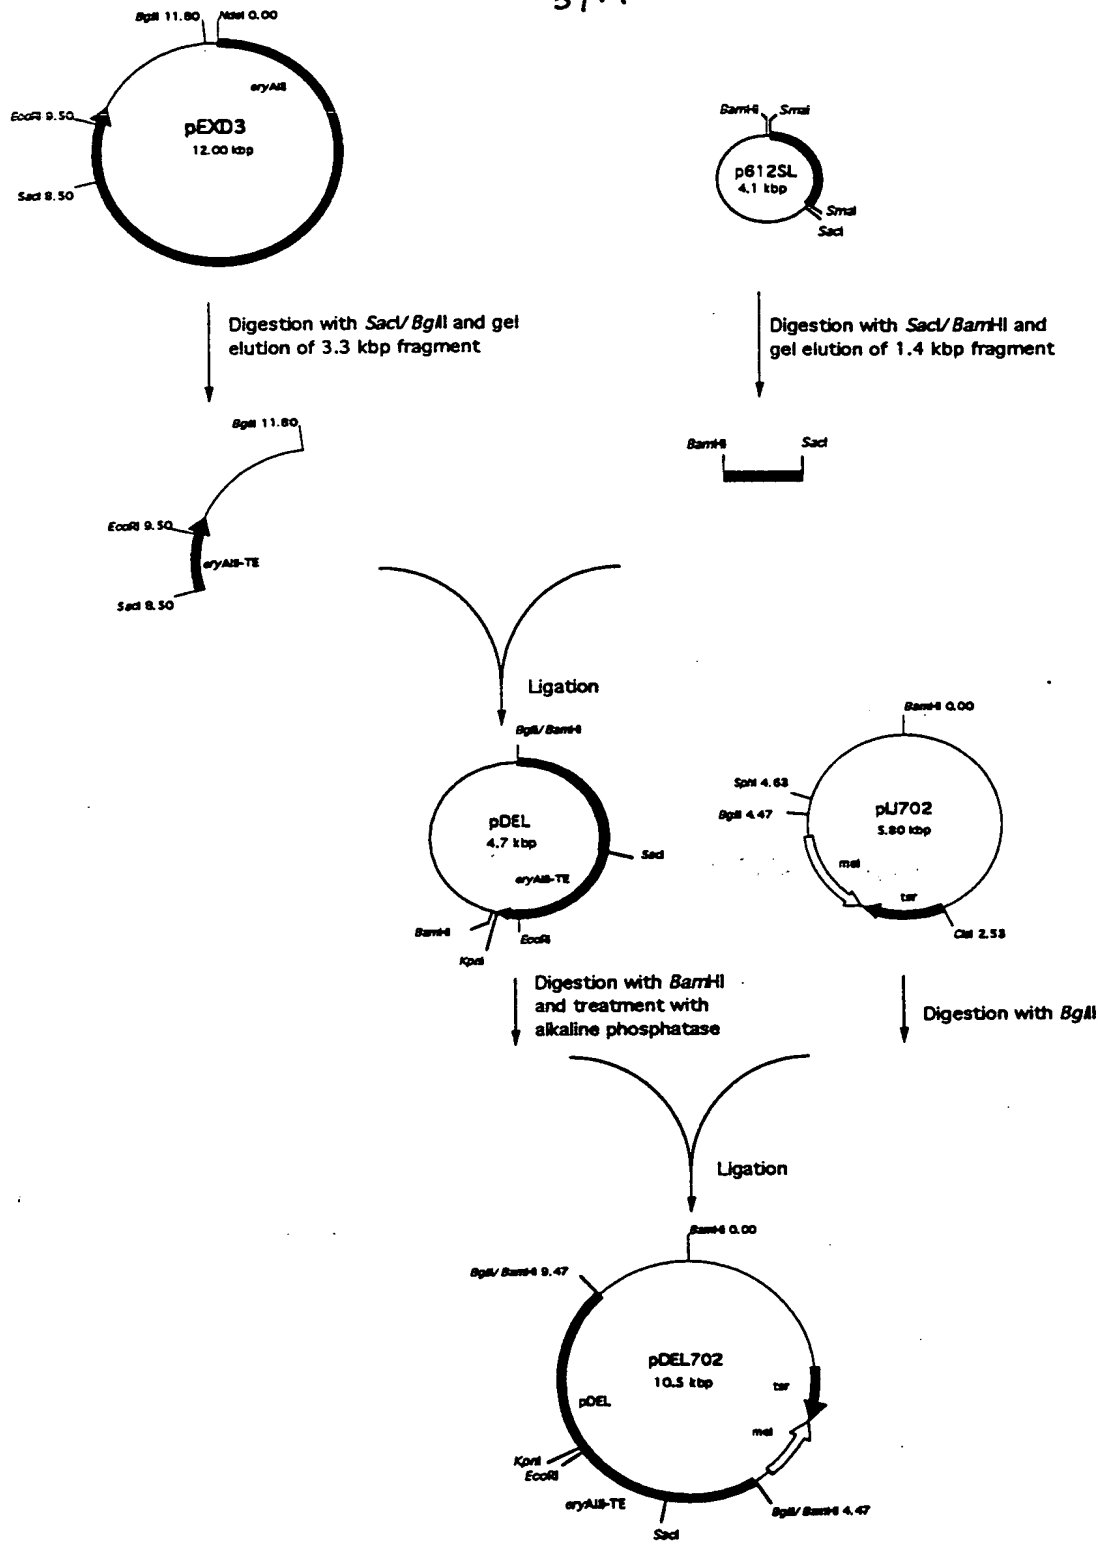 5/14
BglII 11.80
NdeI 0.00
eryAIII
EcoRI 9.50
pEXD3
12.00 kbp
SacI 8.50
BamHI
SmaI
p612SL
4.1 kbp
SmaI
SacI
Digestion with SacI/BglII and gel
elution of 3.3 kbp fragment
Digestion with SacI/BamHI and
gel elution of 1.4 kbp fragment
BglII 11.80
EcoRI 9.50
eryAIII-TE
SacI 8.50
BamHI
SacI
Ligation
BglII/BamHI
pDEL
4.7 kbp
SacI
eryAIII-TE
BamHI
KpnI
EcoRI
BamHI 0.00
SphI 4.63
BglII 4.47
pIJ702
5.80 kbp
mel
tsr
ClaI 2.53
Digestion with BamHI
and treatment with
alkaline phosphatase
Digestion with BglII
Ligation
BamHI 0.00
BglII/BamHI 9.47
pDEL702
10.5 kbp
tsr
pDEL
mel
KpnI
EcoRI
eryAIII-TE
SacI
BglII/BamHI 4.47